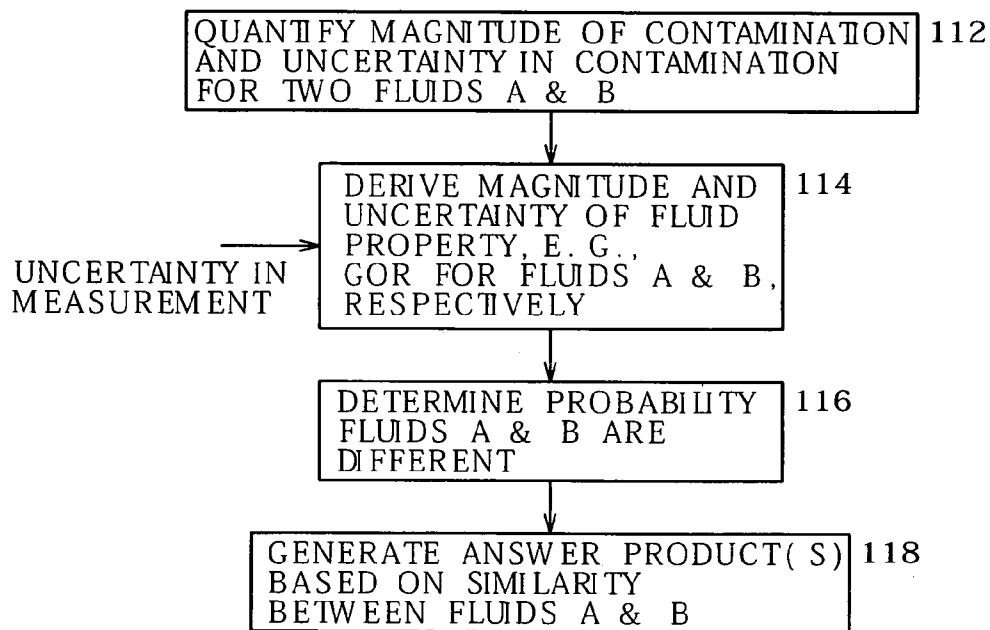 QUANTIFY MAGNITUDE OF CONTAMINATION 112
AND UNCERTAINTY IN CONTAMINATION
FOR TWO FLUIDS A & B
DERIVE MAGNITUDE AND 114
UNCERTAINTY OF FLUID
PROPERTY, E. G.,
GOR FOR FLUIDS A & B,
RESPECTIVELY
UNCERTAINTY IN
MEASUREMENT
DETERMINE PROBABILITY 116
FLUIDS A & B ARE
DIFFERENT
GENERATE ANSWER PRODUCT( S) 118
BASED ON SIMILARITY
BETWEEN FLUIDS A & B